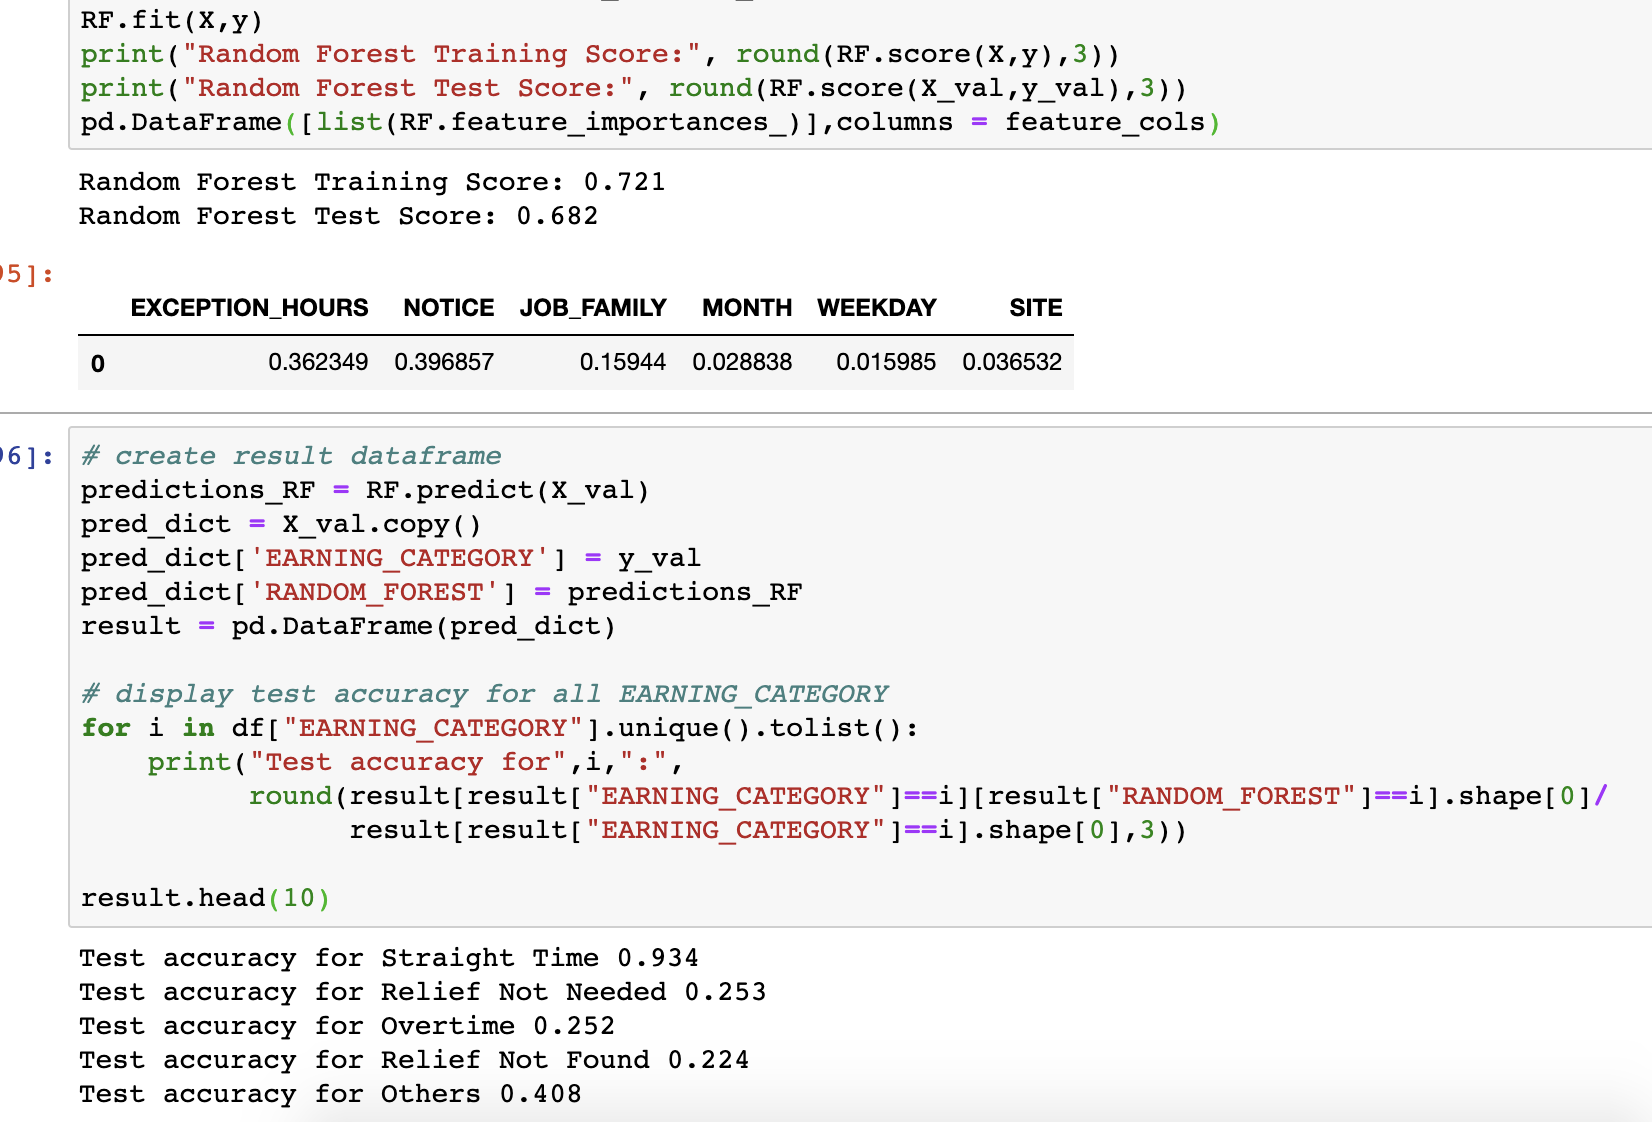 RF.fit(X,y)
print("Random Forest Training Score:", round(RF.score(X,y),3))
print("Random Forest Test Score:", round(RF.score(X_val,y_val),3))
pd.DataFrame([list(RF.feature_importances_)],columns = feature_cols)
Random Forest Training Score: 0.721
Random Forest Test Score: 0.682
95]:
EXCEPTION_HOURS NOTICE JOB_FAMILY MONTH WEEKDAY SITE
0 0.362349 0.396857 0.15944 0.028838 0.015985 0.036532
96]:
# create result dataframe
predictions_RF = RF.predict(X_val)
pred_dict = X_val.copy()
pred_dict['EARNING_CATEGORY'] = y_val
pred_dict['RANDOM_FOREST'] = predictions_RF
result = pd.DataFrame(pred_dict)
# display test accuracy for all EARNING_CATEGORY
for i in df["EARNING_CATEGORY"].unique().tolist():
print("Test accuracy for",i,":",
round(result[result["EARNING_CATEGORY"]==i][result["RANDOM_FOREST"]==i].shape[0]/
result[result["EARNING_CATEGORY"]==i].shape[0],3))
result.head(10)
Test accuracy for Straight Time 0.934
Test accuracy for Relief Not Needed 0.253
Test accuracy for Overtime 0.252
Test accuracy for Relief Not Found 0.224
Test accuracy for Others 0.408